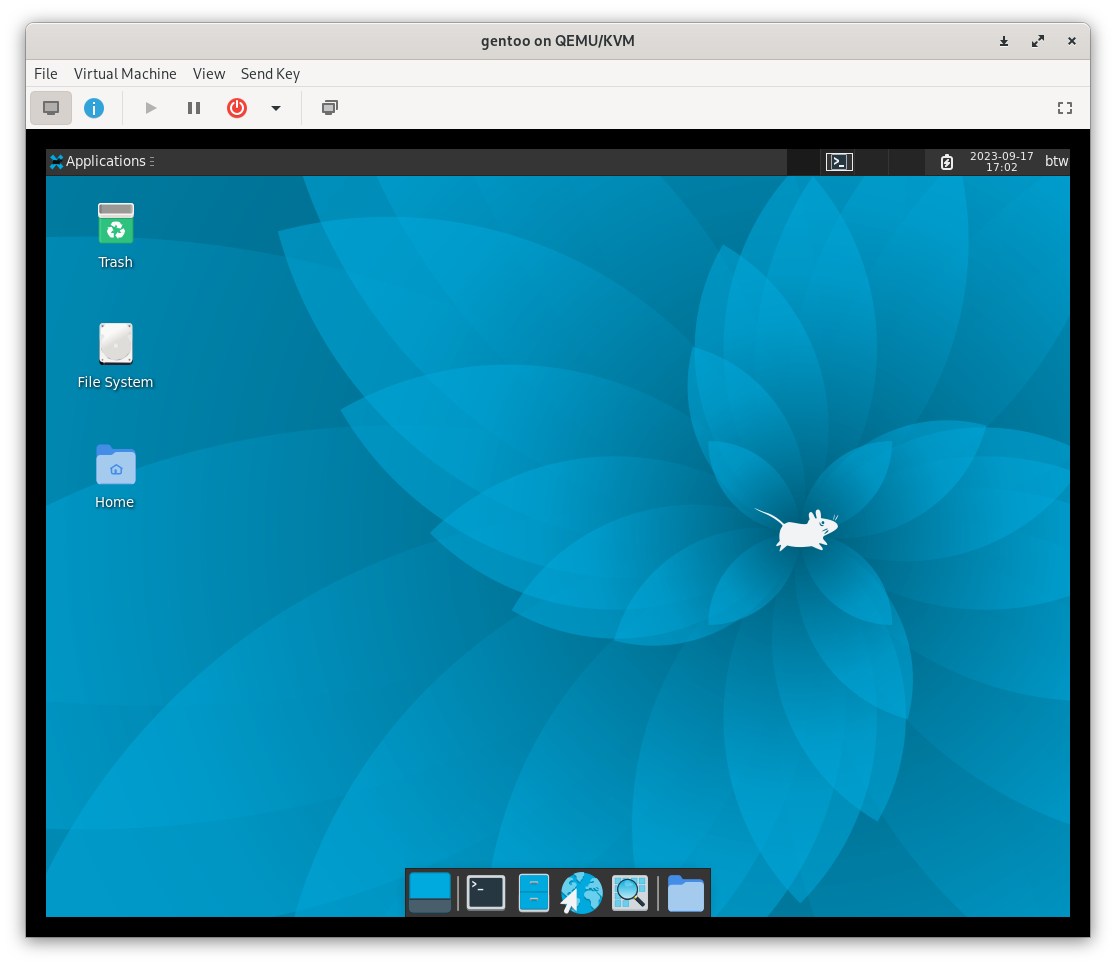 gentoo on QEMU/KVM
File Virtual Machine View Send Key
Applications
2023-09-17
17:02
btw
Trash
File System
Home